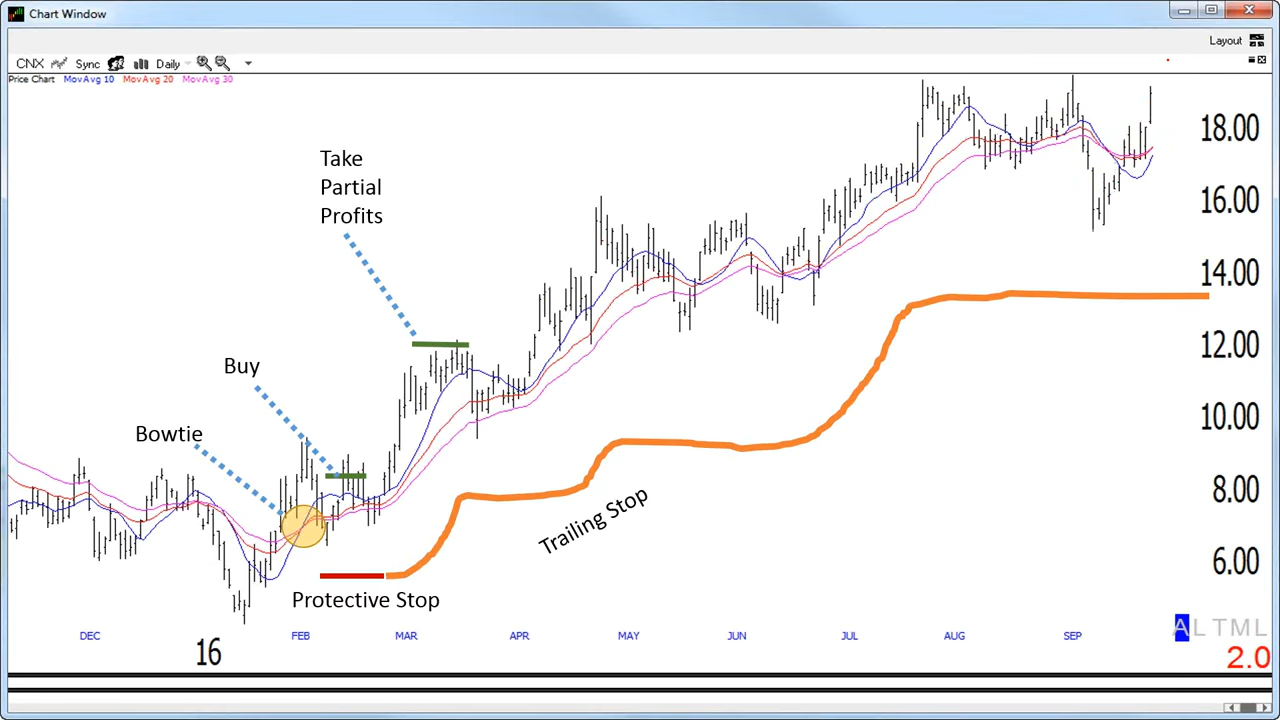 Chart Window
Layout
CNX Sync Daily
Price Chart MovAvg 10 MovAvg 20 MovAvg 30
18.00
Take
Partial
Profits
16.00
14.00
12.00
Buy
10.00
Bowtie
8.00
Trailing Stop
6.00
Protective Stop
DEC FEB MAR APR MAY JUN JUL AUG SEP
16
A L T M L
2.0